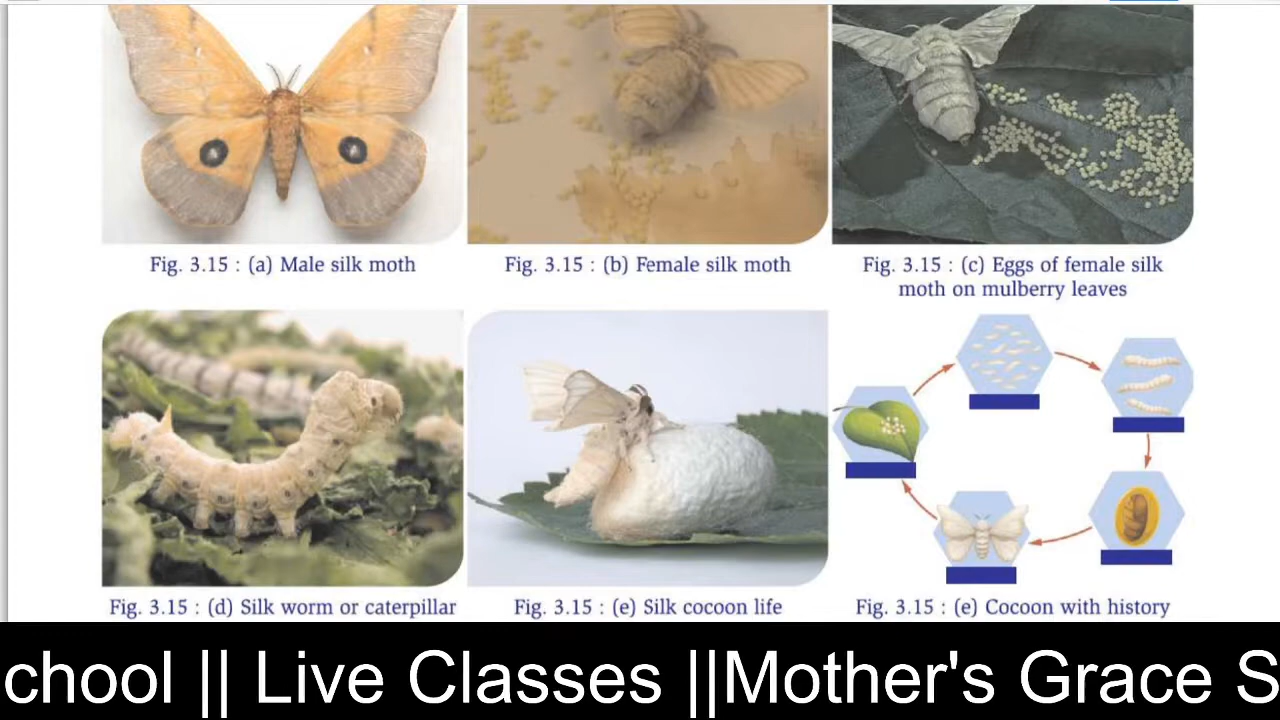 Fig. 3.15 : (a) Male silk moth
Fig. 3.15 : (b) Female silk moth
Fig. 3.15 : (c) Eggs of female silk
moth on mulberry leaves
Fig. 3.15 : (d) Silk worm or caterpillar
Fig. 3.15 : (e) Silk cocoon life
Fig. 3.15 : (e) Cocoon with history
chool || Live Classes ||Mother's Grace S